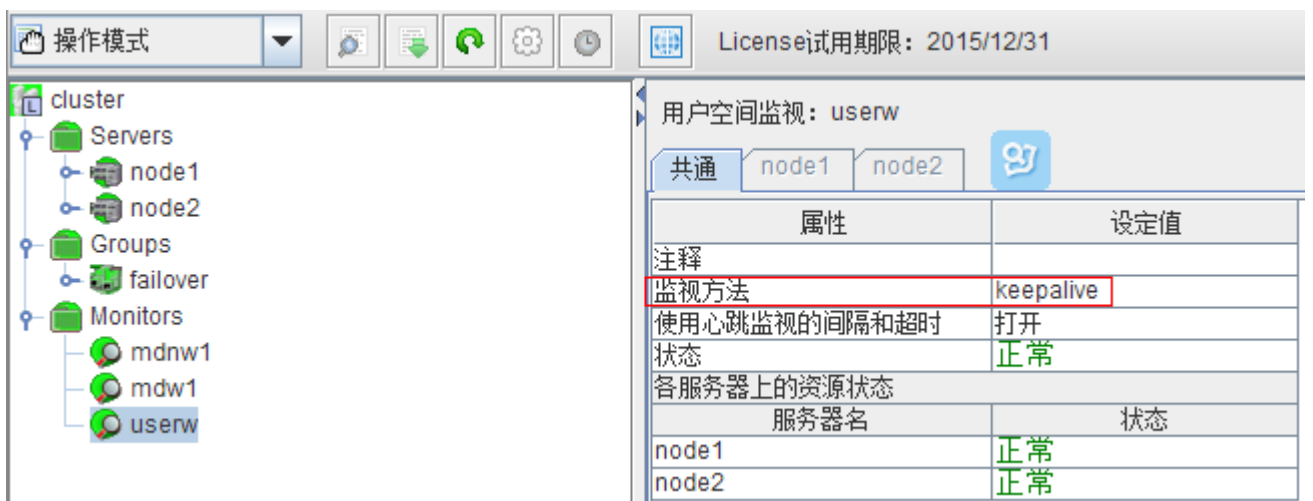 操作模式
License试用期限：2015/12/31
cluster
Servers
node1
node2
Groups
failover
Monitors
mdnw1
mdw1
userw
用户空间监视：userw
共通 node1 node2
属性 设定值
注释
监视方法 keepalive
使用心跳监视的间隔和超时 打开
状态 正常
各服务器上的资源状态
服务器名 状态
node1 正常
node2 正常